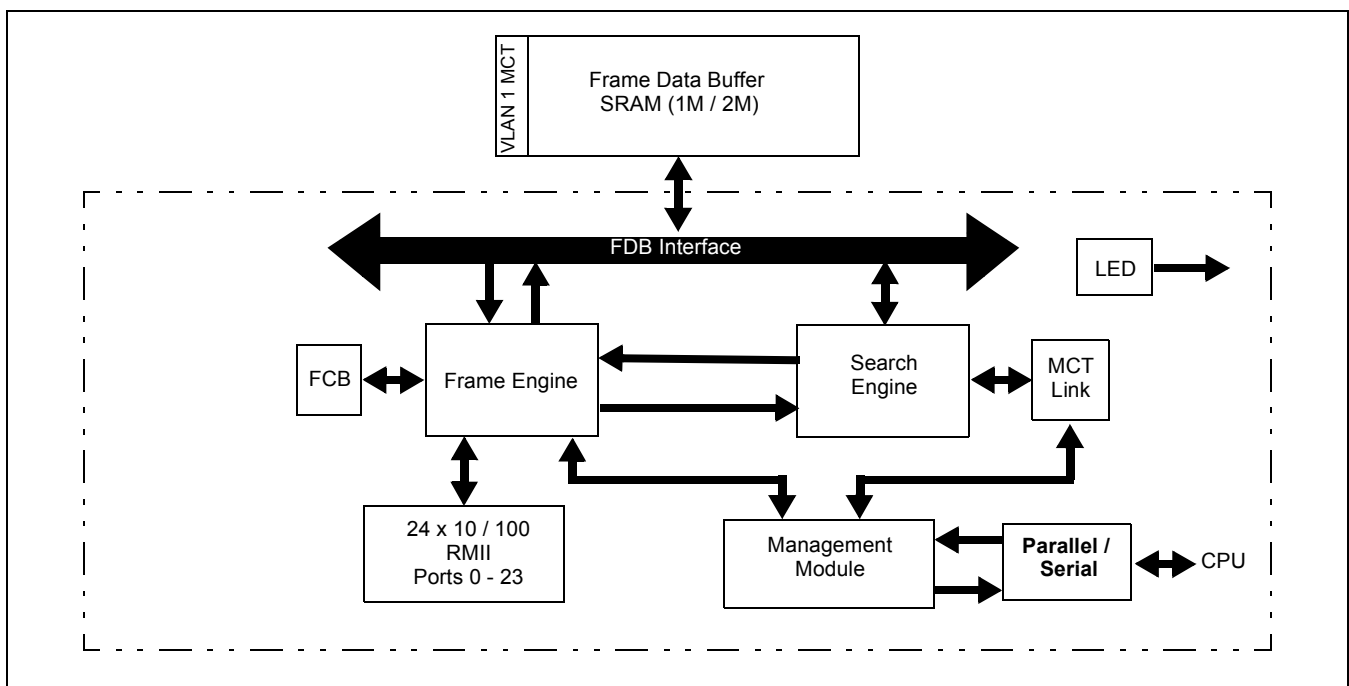 VLAN 1 MCT
Frame Data Buffer
SRAM (1M / 2M)
FDB Interface
LED
FCB
Frame Engine
Search
Engine
MCT
Link
24 x 10 / 100
RMII
Ports 0 - 23
Management
Module
Parallel /
Serial
CPU